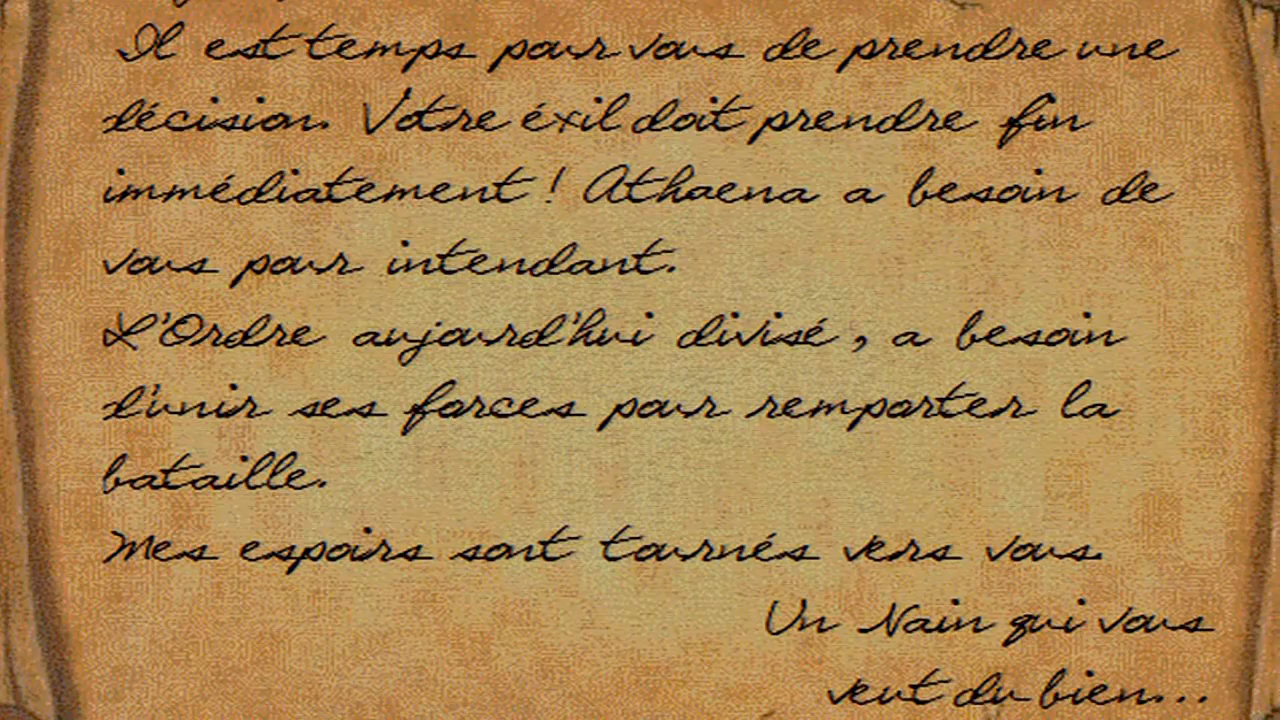 Il est temps pour vous de prendre une
décision. Votre éxil doit prendre fin
immédiatement ! Athaena a besoin de
vous pour intendant.
L'Ordre aujourd'hui divisé , a besoin
d'unir ses forces pour remporter la
bataille.
Mes espoirs sont tournés vers vous.
Un Nain qui vous
veut du bien...